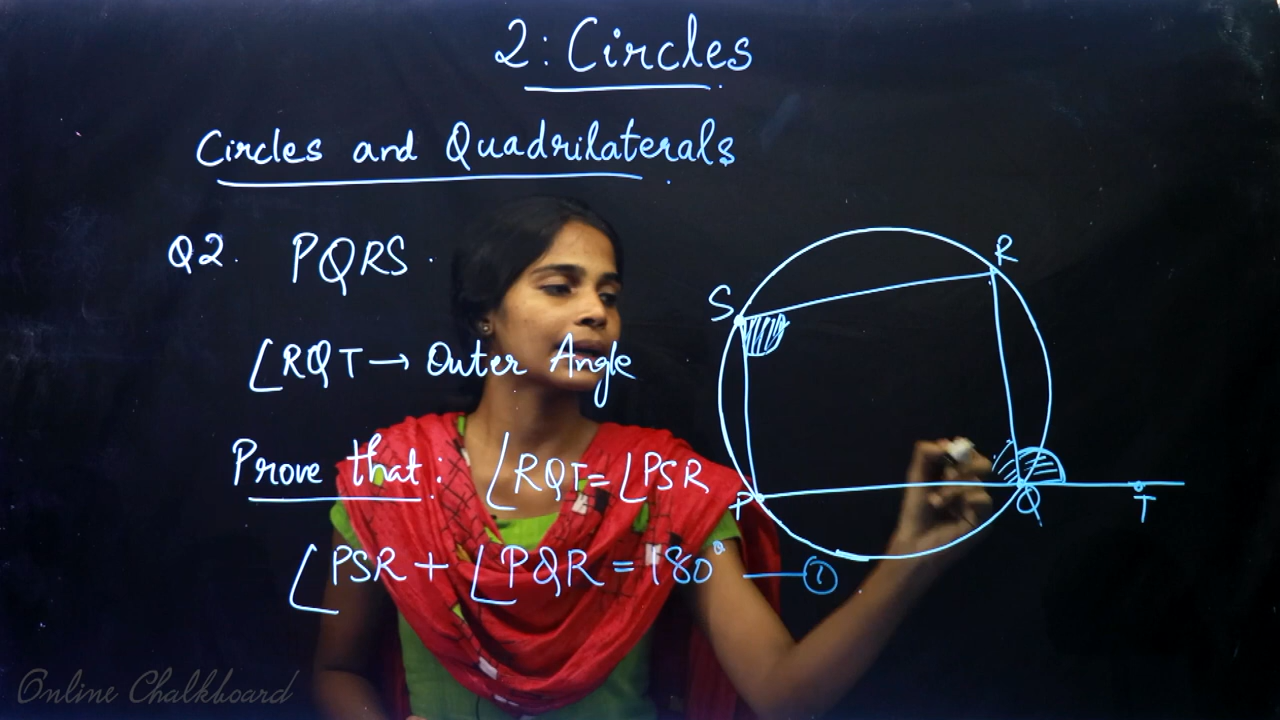 2: Circles
Circles and Quadrilaterals
Q2. PQRS.
∠RQT → Outer Angle
Prove that: ∠RQT = ∠PSR
∠PSR + ∠PQR = 180° — ①
S
R
P
Q
T
Online Chalkboard